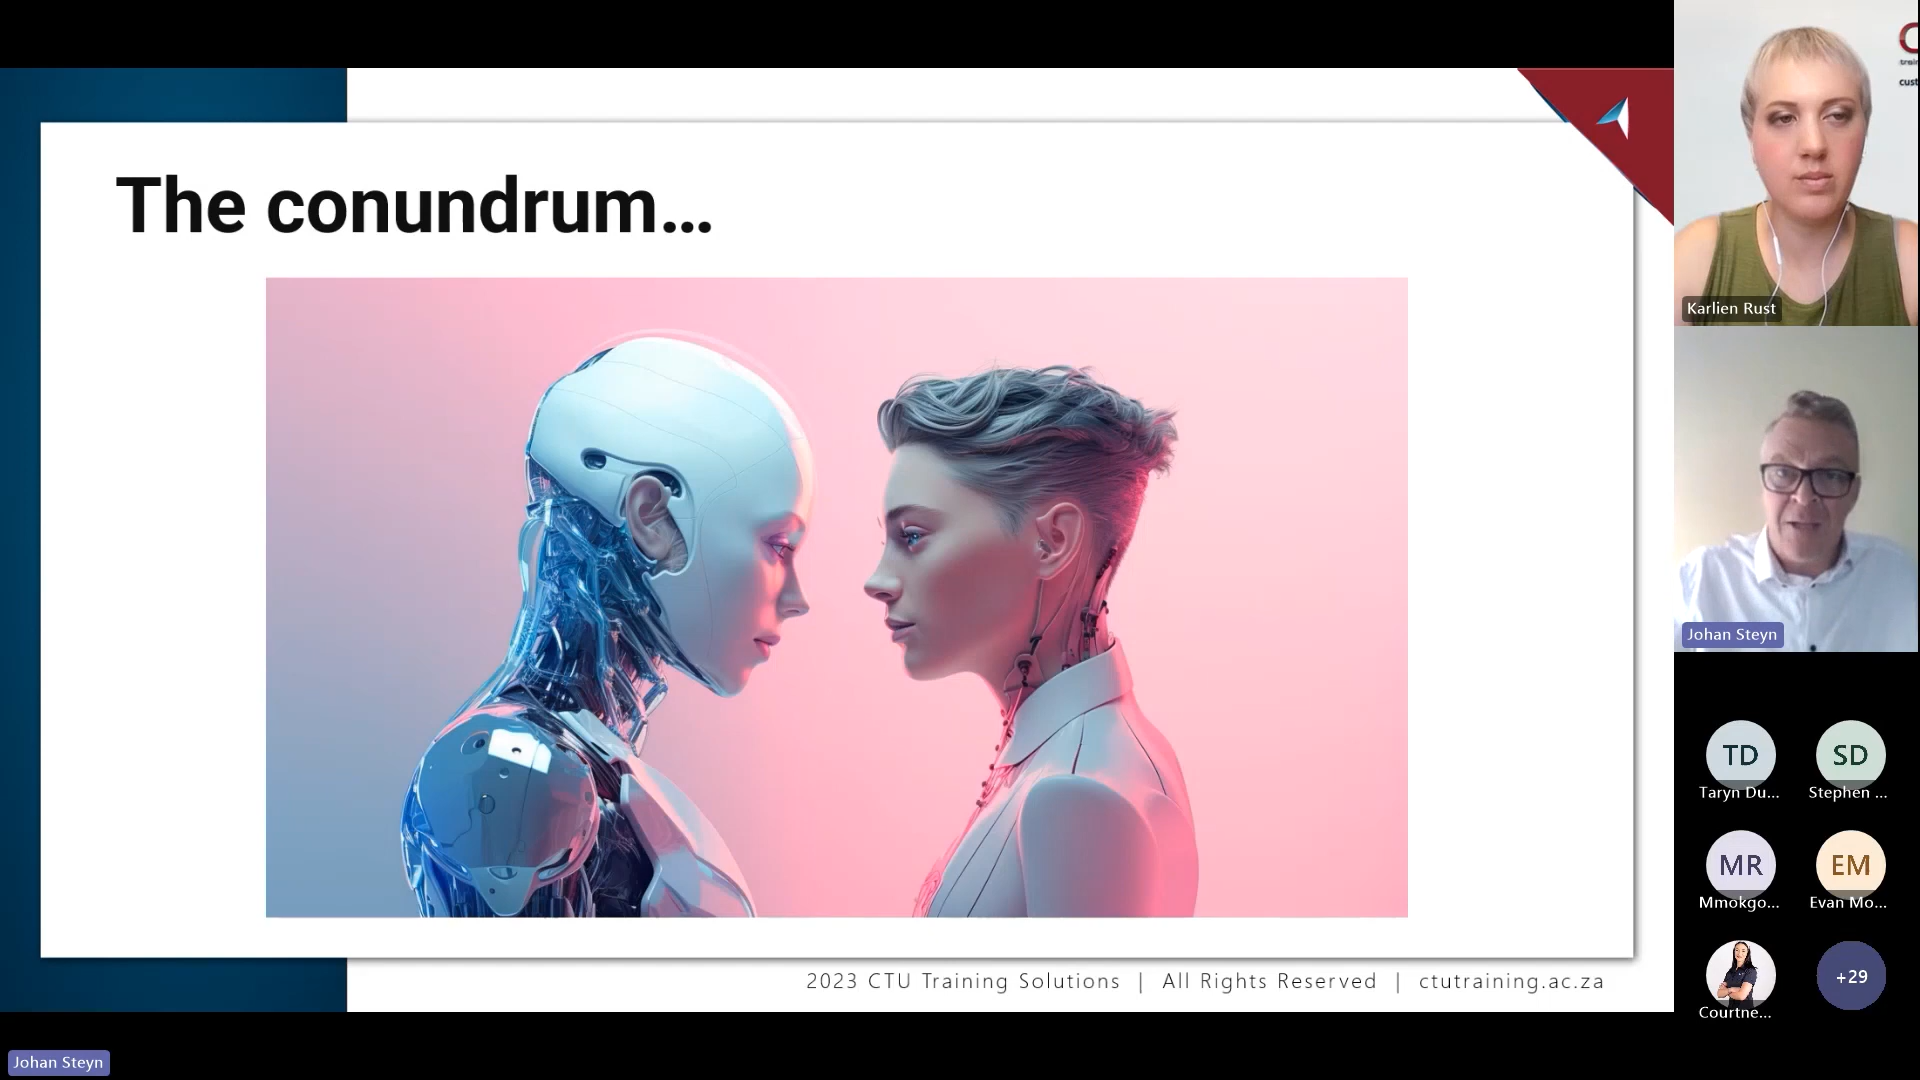 The conundrum...
2023 CTU Training Solutions | All Rights Reserved | ctutraining.ac.za
Johan Steyn
cust
Karlien Rust
Johan Steyn
TD
SD
Taryn Du...
Stephen ...
MR
EM
Mmokgo...
Evan Mo...
+29
Courtne...